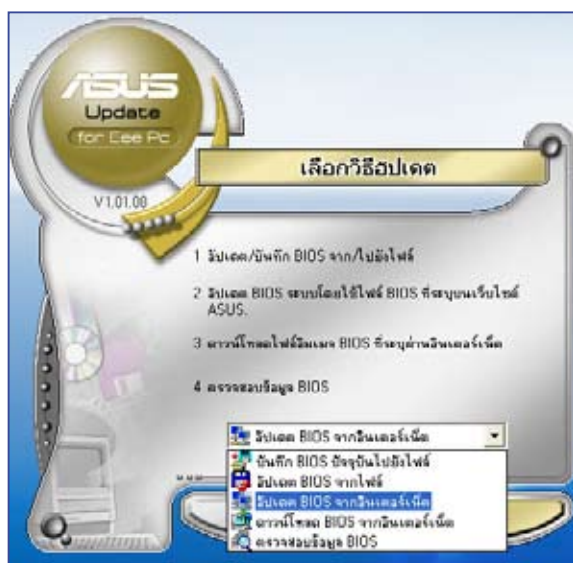 ASUS
Update
for Eee Pc
V1.01.08
เลือกวิธีอัปเดต
1 อัปเดต/บันทึก BIOS จาก/ไปยังไฟล์
2 อัปเดต BIOS ระบบโดยใช้ไฟล์ BIOS ที่ระบุบนเว็บไซต์
ASUS.
3 ดาวน์โหลดไฟล์อิมเมจ BIOS ที่ระบุผ่านอินเตอร์เน็ต
4 ตรวจสอบข้อมูล BIOS
อัปเดต BIOS จากอินเตอร์เน็ต
บันทึก BIOS ปัจจุบันไปยังไฟล์
อัปเดต BIOS จากไฟล์
อัปเดต BIOS จากอินเตอร์เน็ต
ดาวน์โหลด BIOS จากอินเตอร์เน็ต
ตรวจสอบข้อมูล BIOS